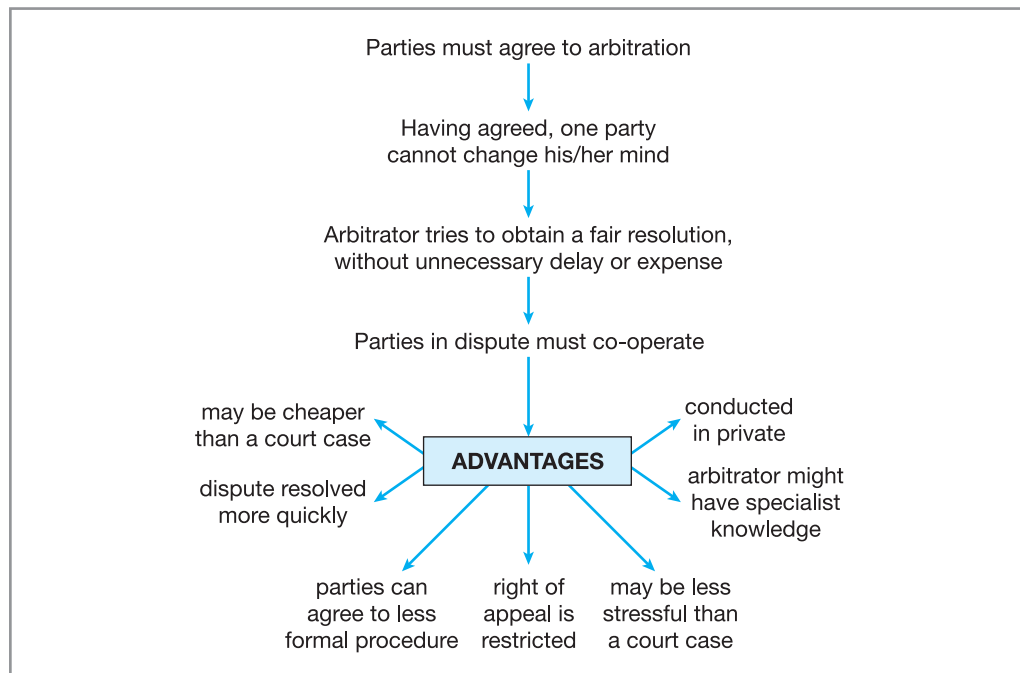 Parties must agree to arbitration
Having agreed, one party
cannot change his/her mind
Arbitrator tries to obtain a fair resolution,
without unnecessary delay or expense
Parties in dispute must co-operate
may be cheaper
than a court case
conducted
in private
ADVANTAGES
dispute resolved
more quickly
arbitrator might
have specialist
knowledge
parties can
agree to less
formal procedure
right of
appeal is
restricted
may be less
stressful than
a court case